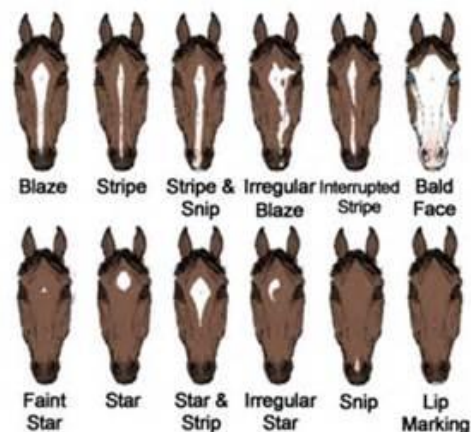 Blaze
Stripe
Stripe &
Snip
Irregular
Blaze
Interrupted
Stripe
Bald
Face
Faint
Star
Star
Star &
Strip
Irregular
Star
Snip
Lip
Marking